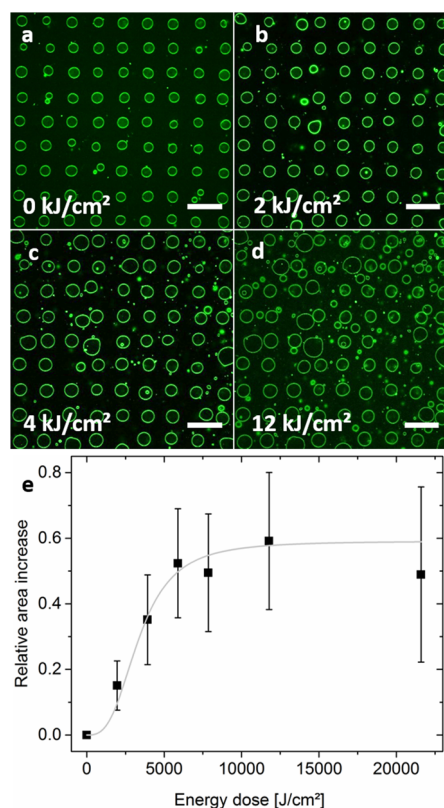 a
b
0 kJ/cm²
2 kJ/cm²
c
d
4 kJ/cm²
12 kJ/cm²
e
0.8
0.6
0.4
0.2
0.0
Relative area increase
0
5000
10000
15000
20000
Energy dose [J/cm²]